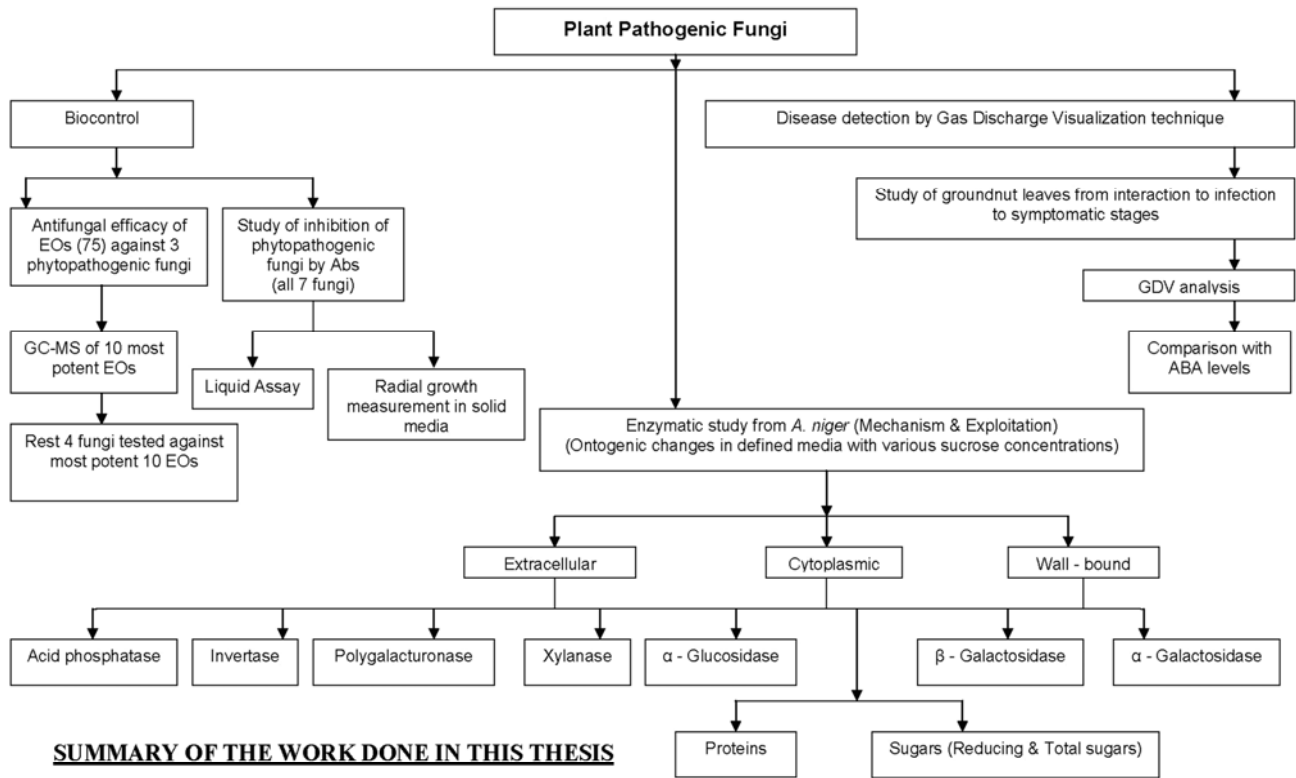 Plant Pathogenic Fungi
Biocontrol
Disease detection by Gas Discharge Visualization technique
Antifungal efficacy of
EOs (75) against 3
phytopathogenic fungi
Study of inhibition of
phytopathogenic
fungi by Abs
(all 7 fungi)
Study of groundnut leaves from interaction to infection
to symptomatic stages
GDV analysis
GC-MS of 10 most
potent EOs
Liquid Assay
Radial growth
measurement in solid
media
Comparison with
ABA levels
Rest 4 fungi tested against
most potent 10 EOs
Enzymatic study from A. niger (Mechanism & Exploitation)
(Ontogenic changes in defined media with various sucrose concentrations)
Extracellular
Cytoplasmic
Wall - bound
Acid phosphatase
Invertase
Polygalacturonase
Xylanase
α - Glucosidase
β - Galactosidase
α - Galactosidase
Proteins
Sugars (Reducing & Total sugars)
SUMMARY OF THE WORK DONE IN THIS THESIS